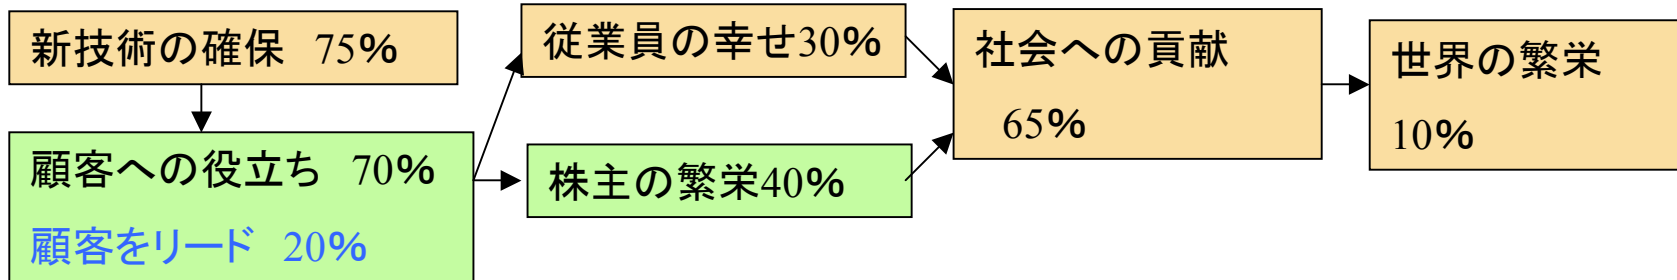 新技術の確保 75%
顧客への役立ち 70%
顧客をリード 20%
従業員の幸せ30%
株主の繁栄40%
社会への貢献
65%
世界の繁栄
10%